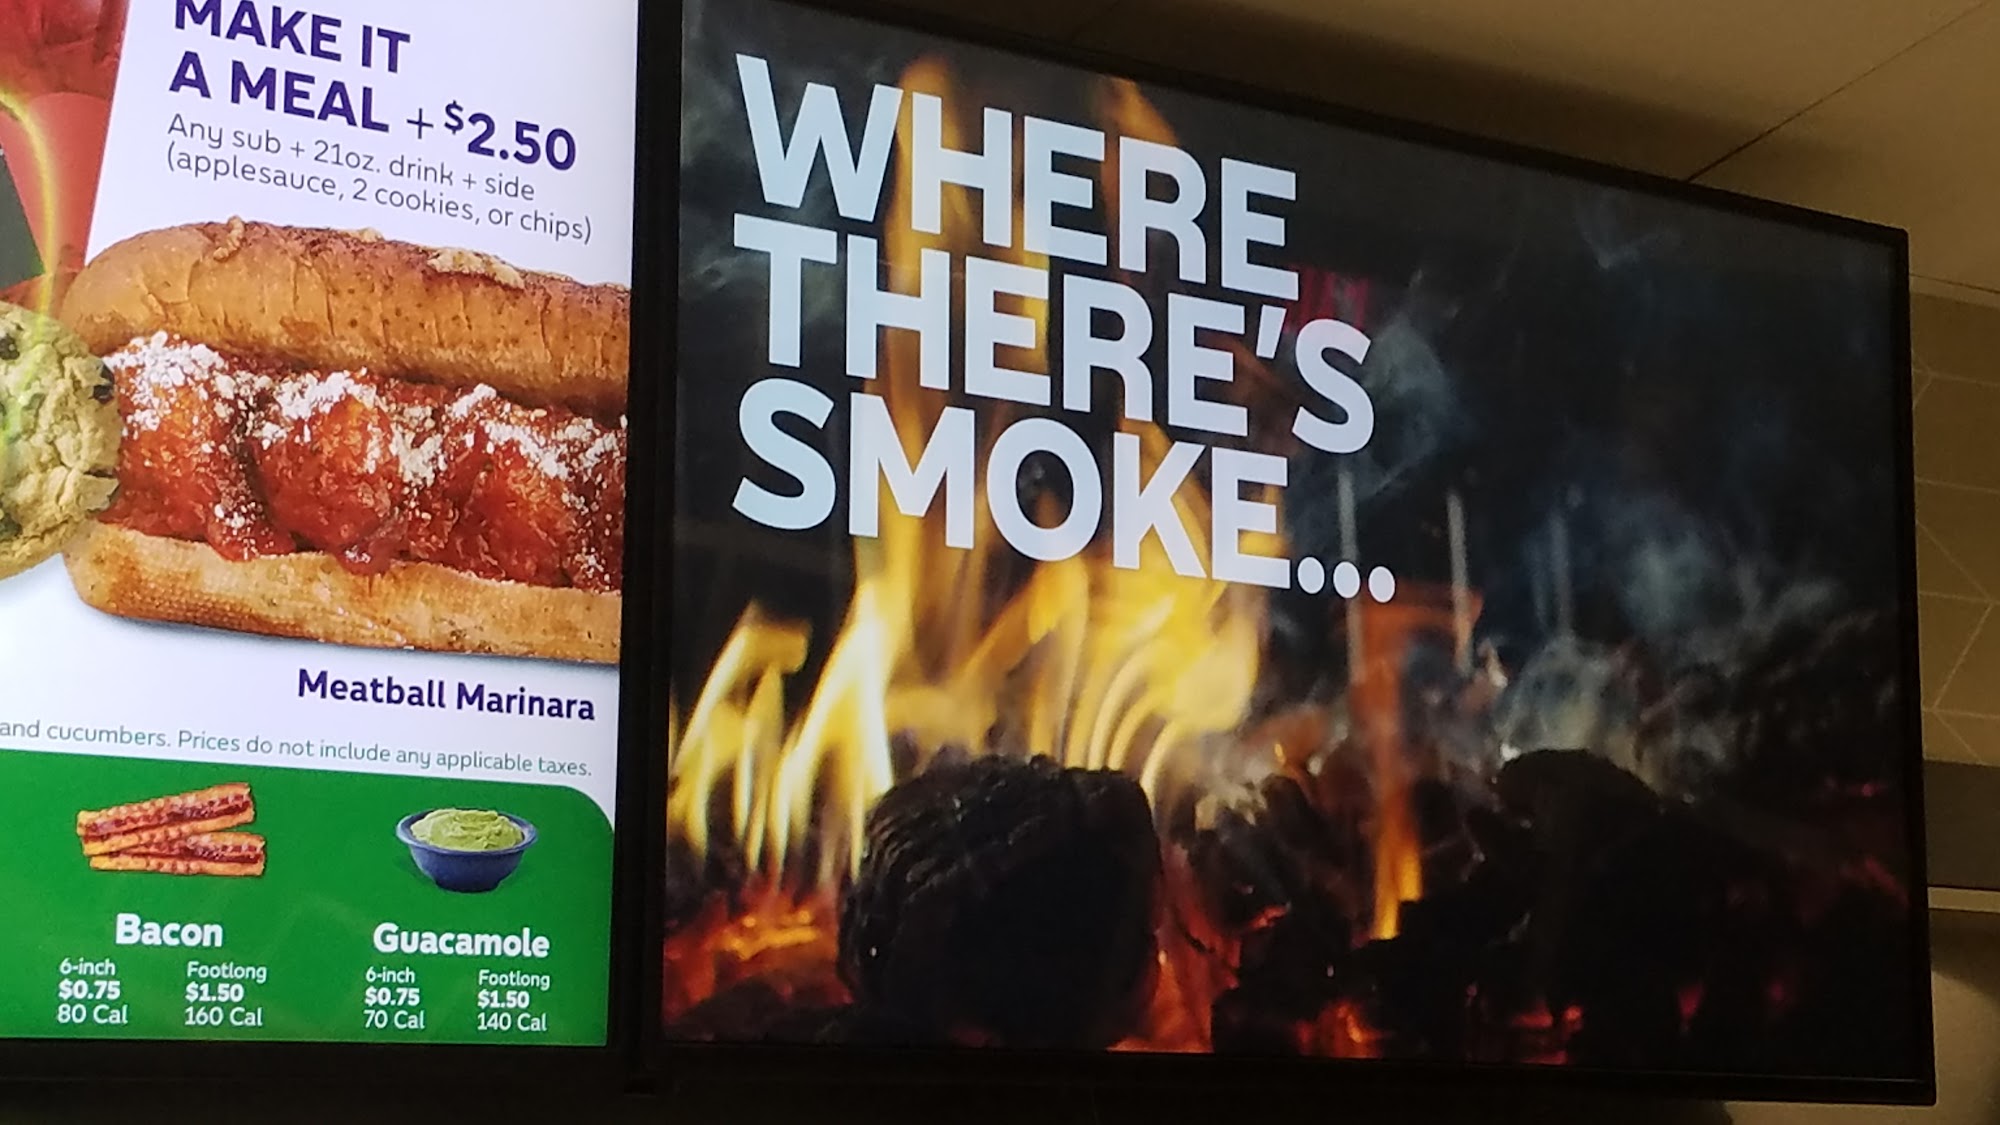 MAKE IT
A MEAL + $2.50
Any sub + 21oz. drink + side
(applesauce, 2 cookies, or chips)
Meatball Marinara
and cucumbers. Prices do not include any applicable taxes.
Bacon
6-inch Footlong
$0.75 $1.50
80 Cal 160 Cal
Guacamole
6-inch Footlong
$0.75 $1.50
70 Cal 140 Cal
WHERE
THERE'S
SMOKE...